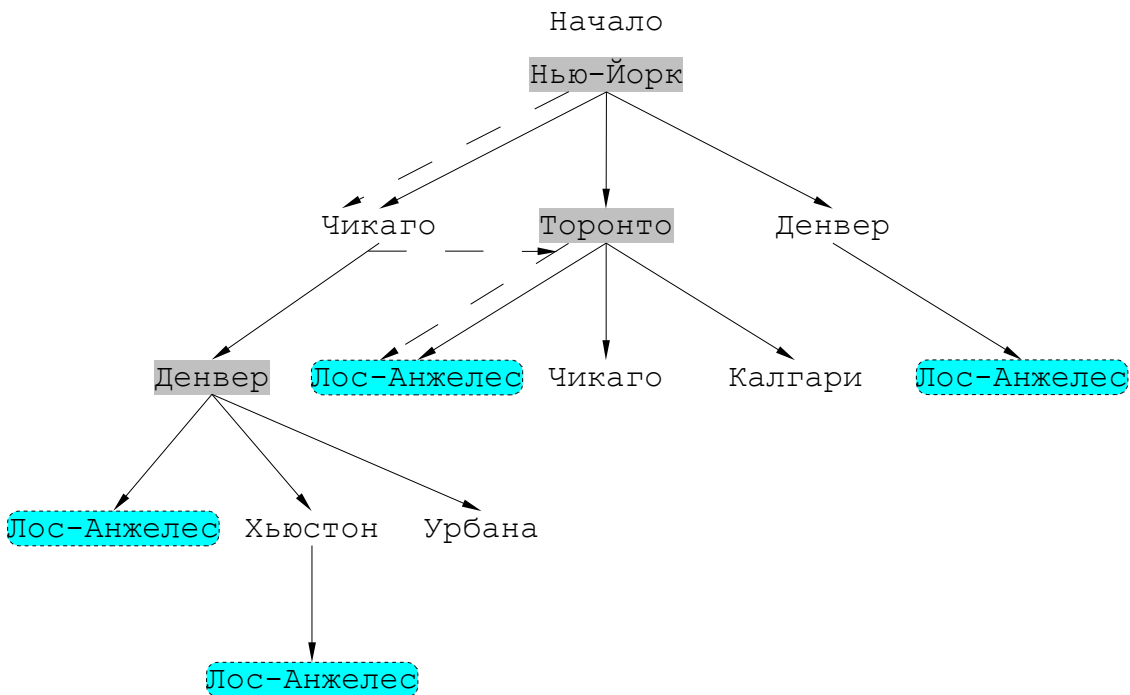 Начало
Нью-Йорк
Чикаго Торонто Денвер
Денвер Лос-Анжелес Чикаго Калгари Лос-Анжелес
Лос-Анжелес Хьюстон Урбана
Лос-Анжелес